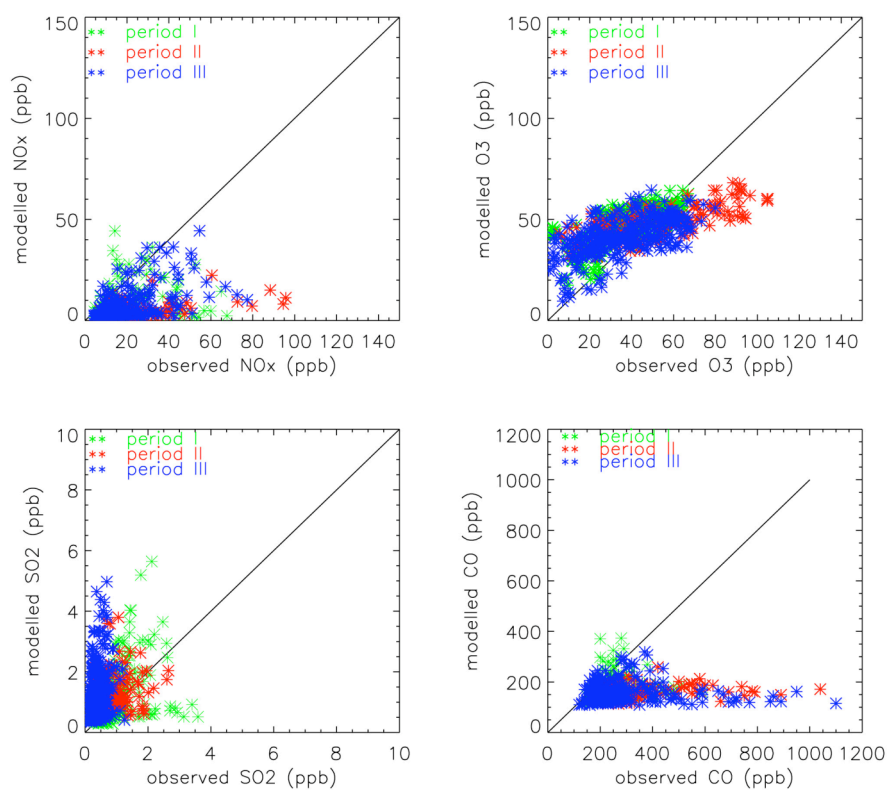 150
100
50
0
modelled NOx (ppb)
** period I
** period II
** period III
0 20 40 60 80 100 120 140
observed NOx (ppb)
150
100
50
0
modelled O3 (ppb)
** period I
** period II
** period III
0 20 40 60 80 100 120 140
observed O3 (ppb)
10
8
6
4
2
0
modelled SO2 (ppb)
** period I
** period II
** period III
0 2 4 6 8 10
observed SO2 (ppb)
1200
1000
800
600
400
200
0
modelled CO (ppb)
** period I
** period II
** period III
0 200 400 600 800 1000 1200
observed CO (ppb)